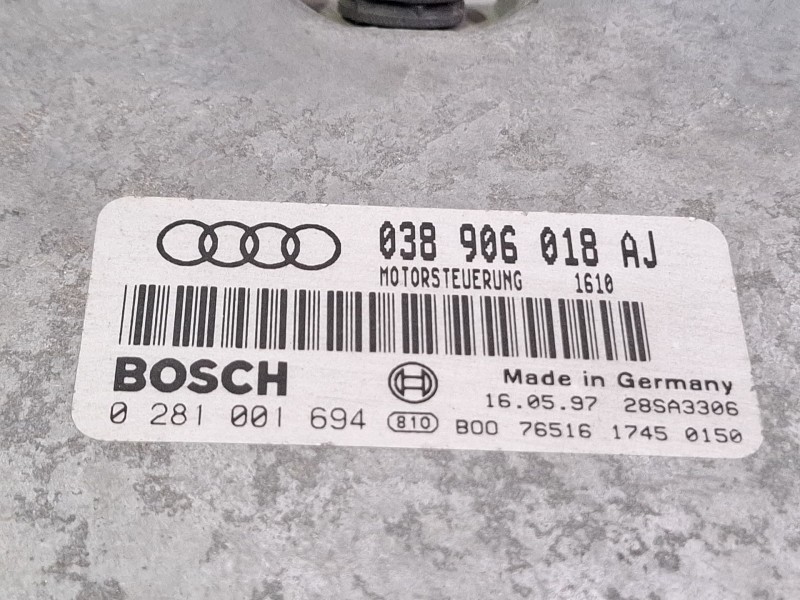 038 906 018 AJ
MOTORSTEUERUNG 1610
BOSCH
Made in Germany
16.05.97 28SA3306
0 281 001 694 810 B00 76516 1745 0150